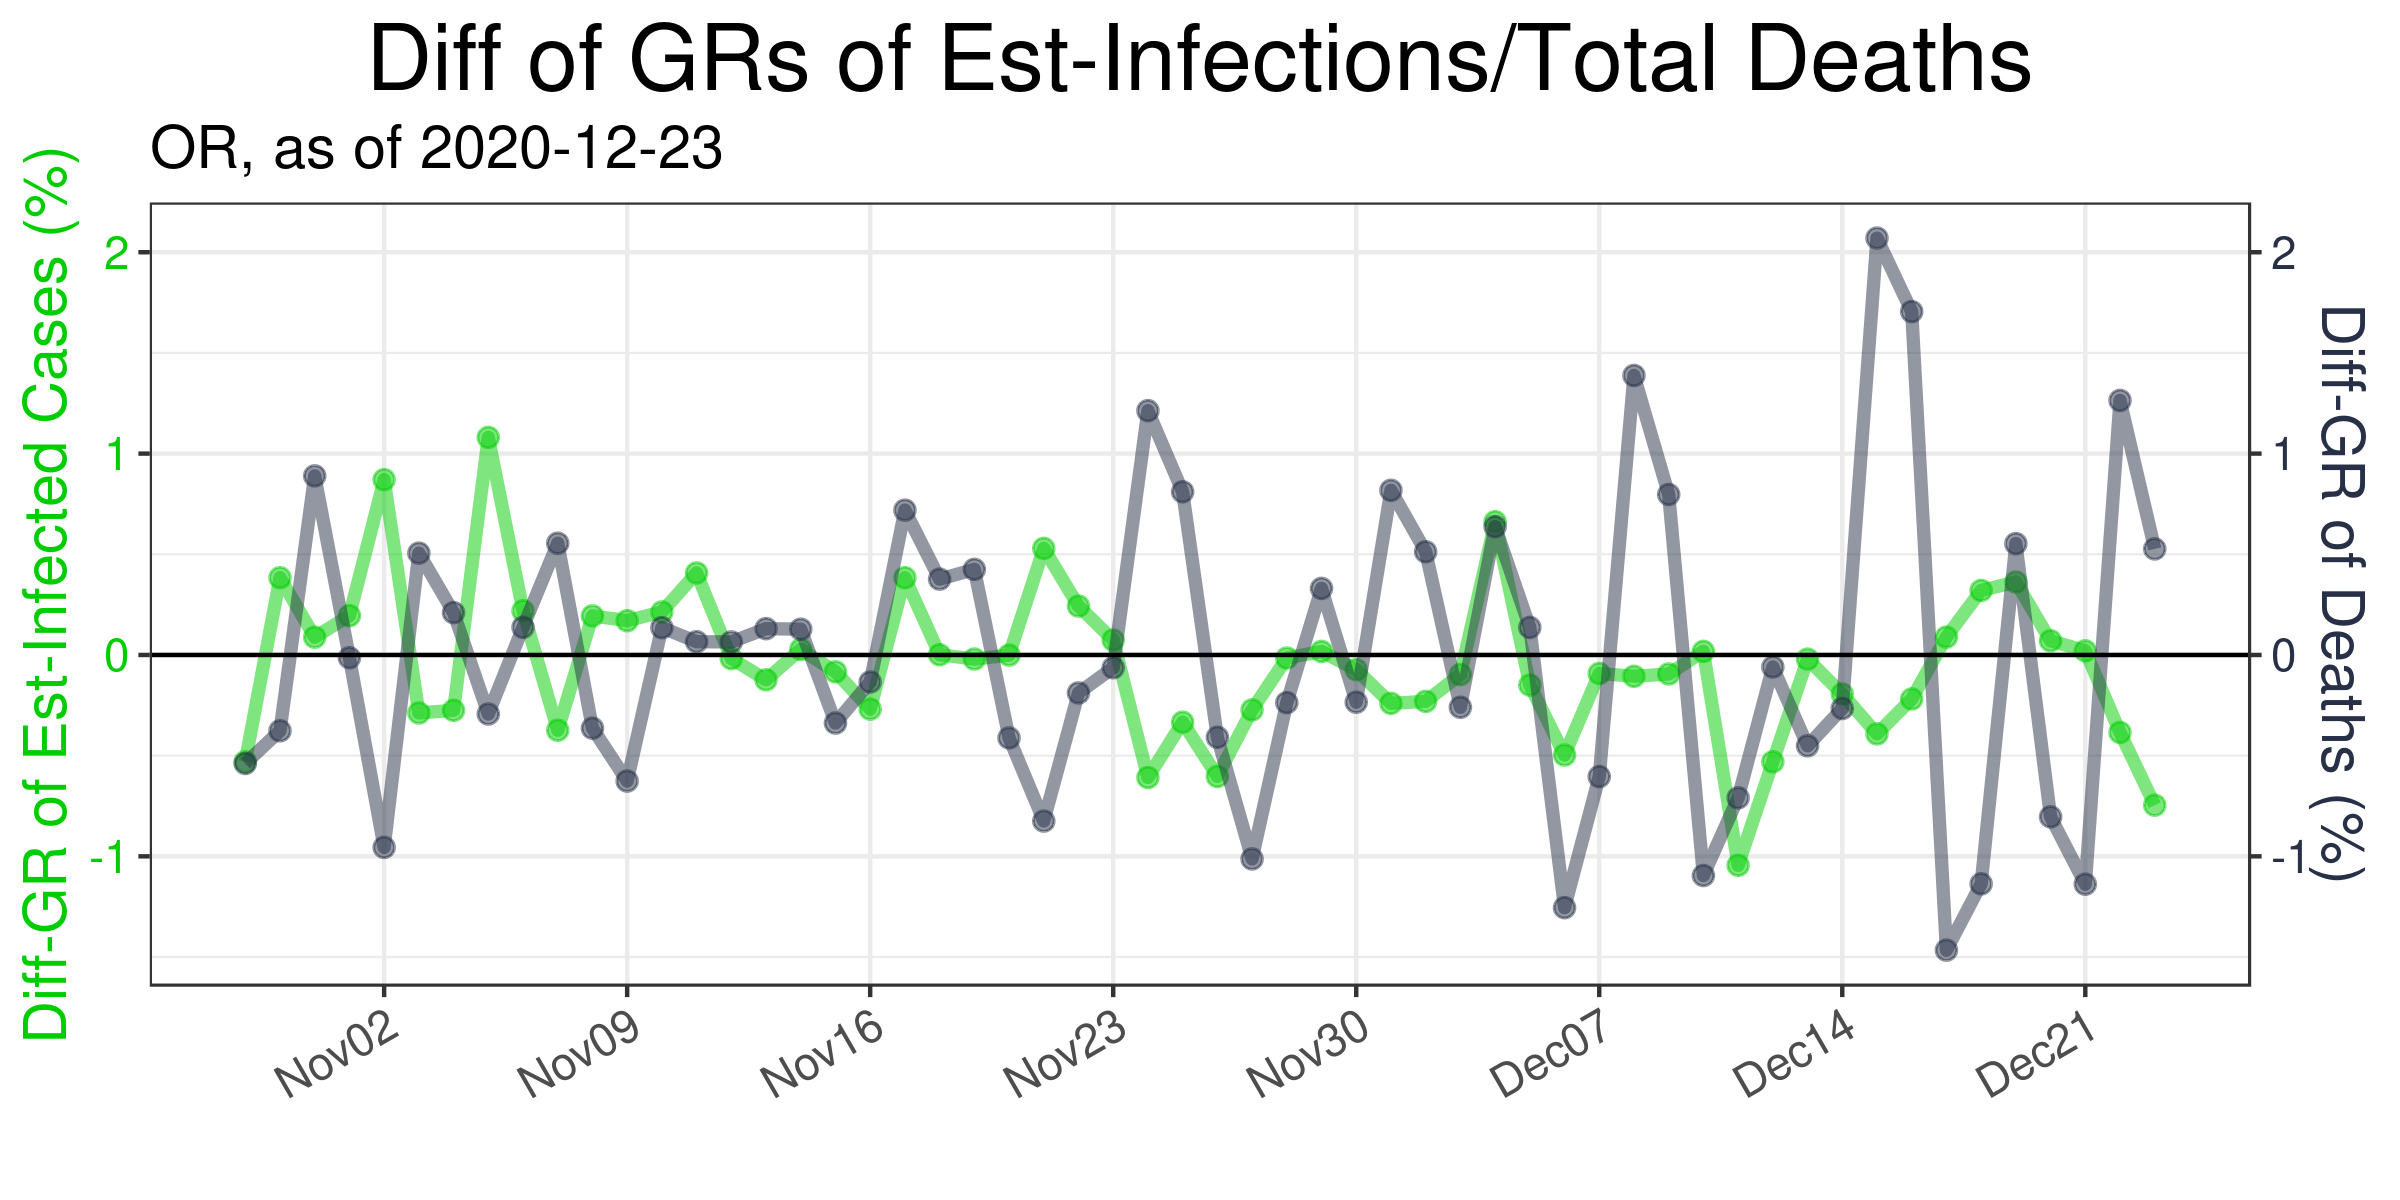 Diff of GRs of Est-Infections/Total Deaths
OR, as of 2020-12-23
Diff-GR of Est-Infected Cases (%)
2
1
0
-1
2
1
0
-1
Diff-GR of Deaths (%)
Nov02
Nov09
Nov16
Nov23
Nov30
Dec07
Dec14
Dec21